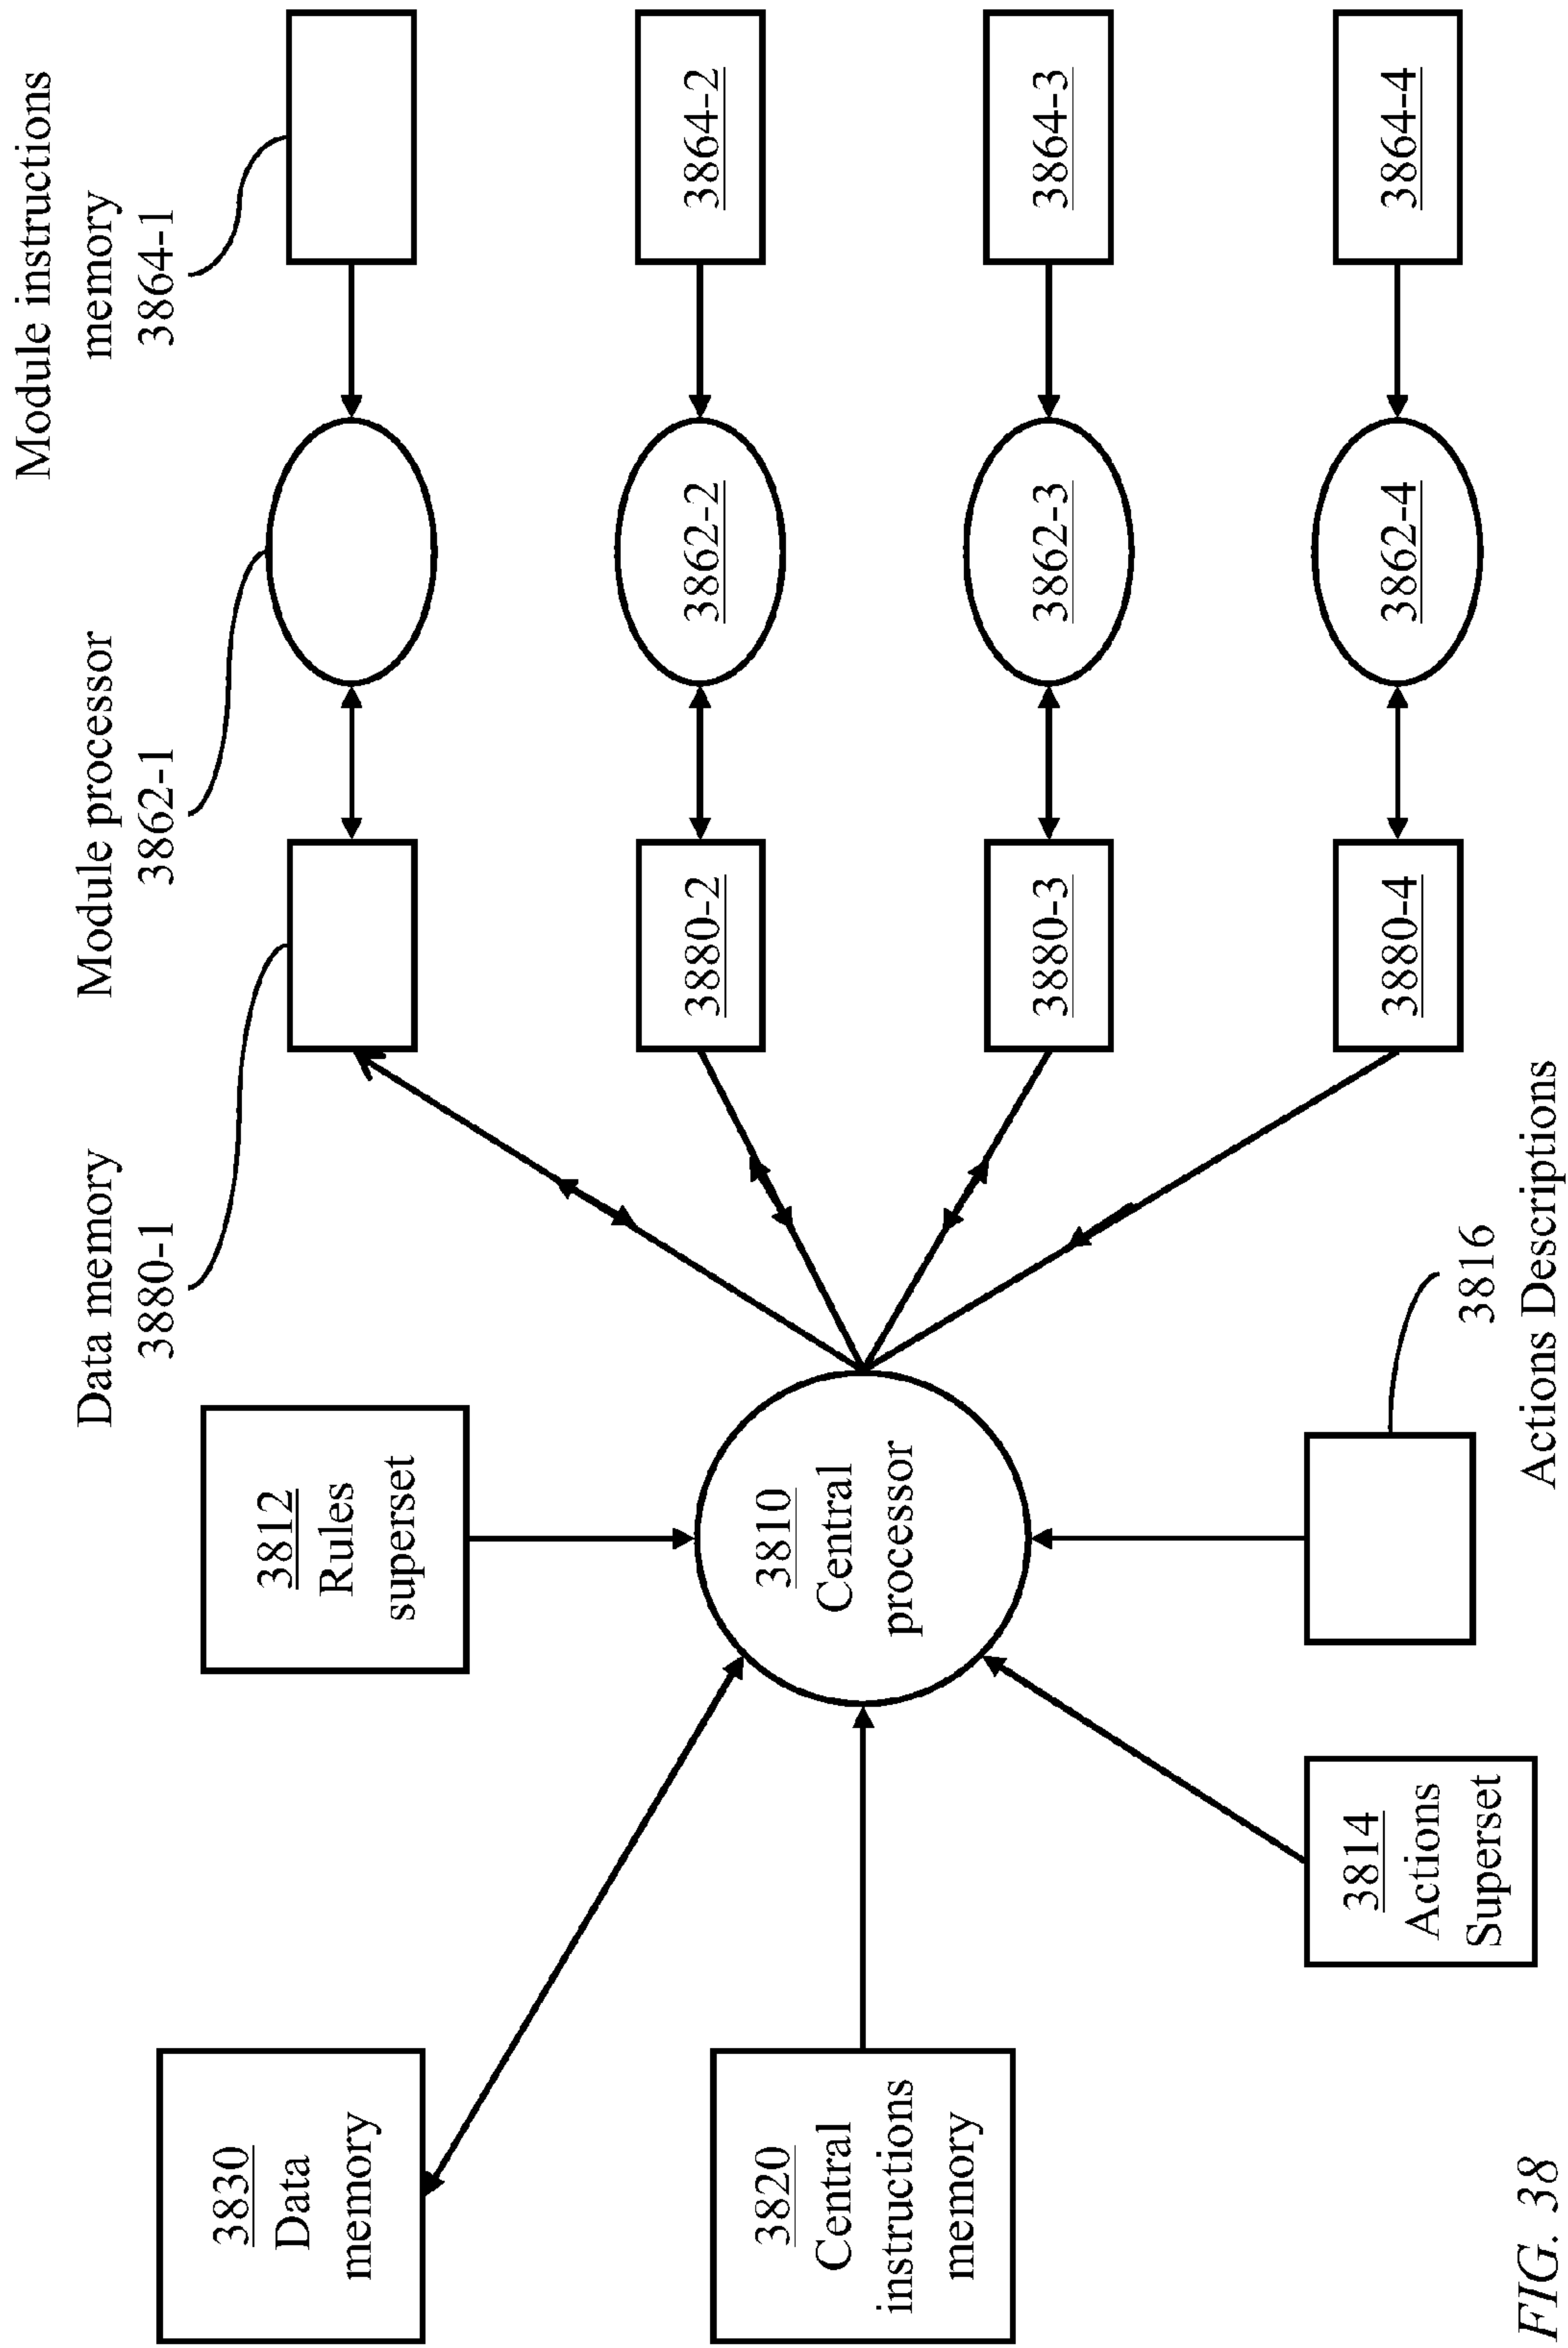 Module instructions
memory
3864-1
Module processor
3862-1
Data memory
3880-1
3864-2
3862-2
3880-2
3864-3
3862-3
3880-3
3864-4
3862-4
3880-4
3812
Rules
superset
3810
Central
processor
3830
Data
memory
3820
Central
instructions
memory
3814
Actions
Superset
3816
Actions Descriptions
FIG. 38